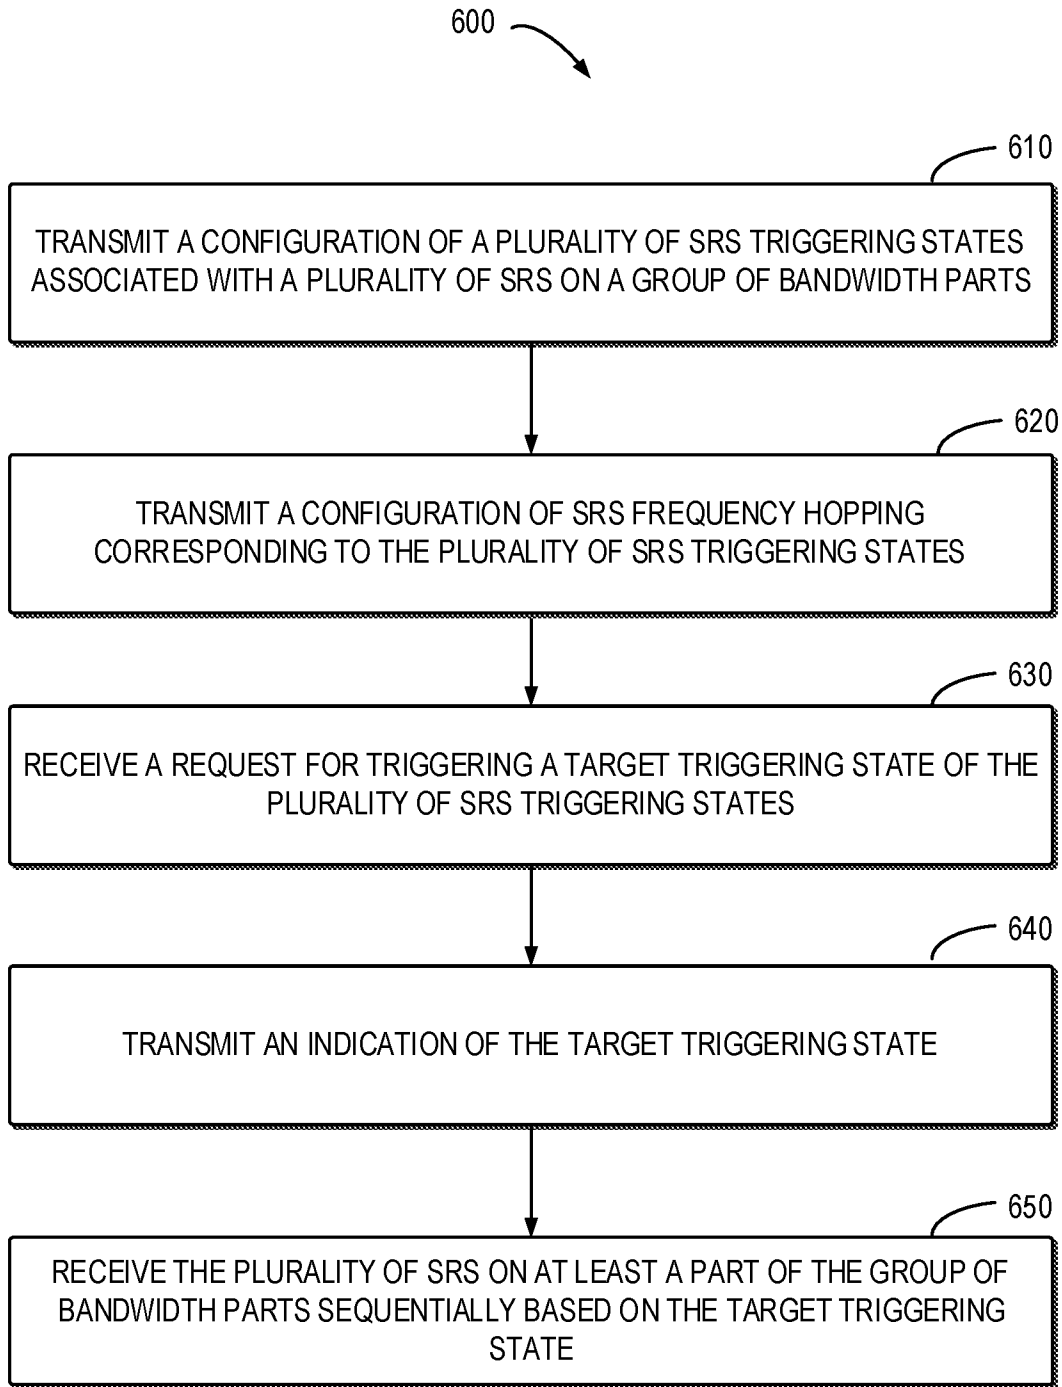 600
610
TRANSMIT A CONFIGURATION OF A PLURALITY OF SRS TRIGGERING STATES
ASSOCIATED WITH A PLURALITY OF SRS ON A GROUP OF BANDWIDTH PARTS
620
TRANSMIT A CONFIGURATION OF SRS FREQUENCY HOPPING
CORRESPONDING TO THE PLURALITY OF SRS TRIGGERING STATES
630
RECEIVE A REQUEST FOR TRIGGERING A TARGET TRIGGERING STATE OF THE
PLURALITY OF SRS TRIGGERING STATES
640
TRANSMIT AN INDICATION OF THE TARGET TRIGGERING STATE
650
RECEIVE THE PLURALITY OF SRS ON AT LEAST A PART OF THE GROUP OF
BANDWIDTH PARTS SEQUENTIALLY BASED ON THE TARGET TRIGGERING
STATE